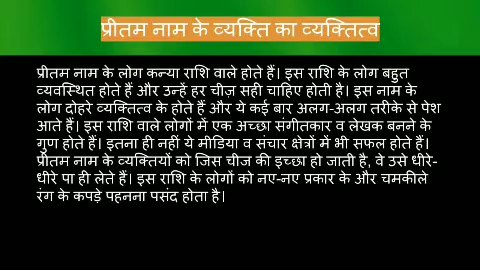 प्रीतम नाम के व्यक्ति का व्यक्तित्व
प्रीतम नाम के लोग कन्या राशि वाले होते हैं। इस राशि के लोग बहुत
व्यवस्थित होते हैं और उन्हें हर चीज़ सही चाहिए होती है। इस नाम के
लोग दोहरे व्यक्तित्व के होते हैं और ये कई बार अलग-अलग तरीके से पेश
आते हैं। इस राशि वाले लोगों में एक अच्छा संगीतकार व लेखक बनने के
गुण होते हैं। इतना ही नहीं ये मीडिया व संचार क्षेत्रों में भी सफल होते हैं।
प्रीतम नाम के व्यक्तियों को जिस चीज की इच्छा हो जाती है, वे उसे धीरे-
धीरे पा ही लेते हैं। इस राशि के लोगों को नए-नए प्रकार के और चमकीले
रंग के कपड़े पहनना पसंद होता है।